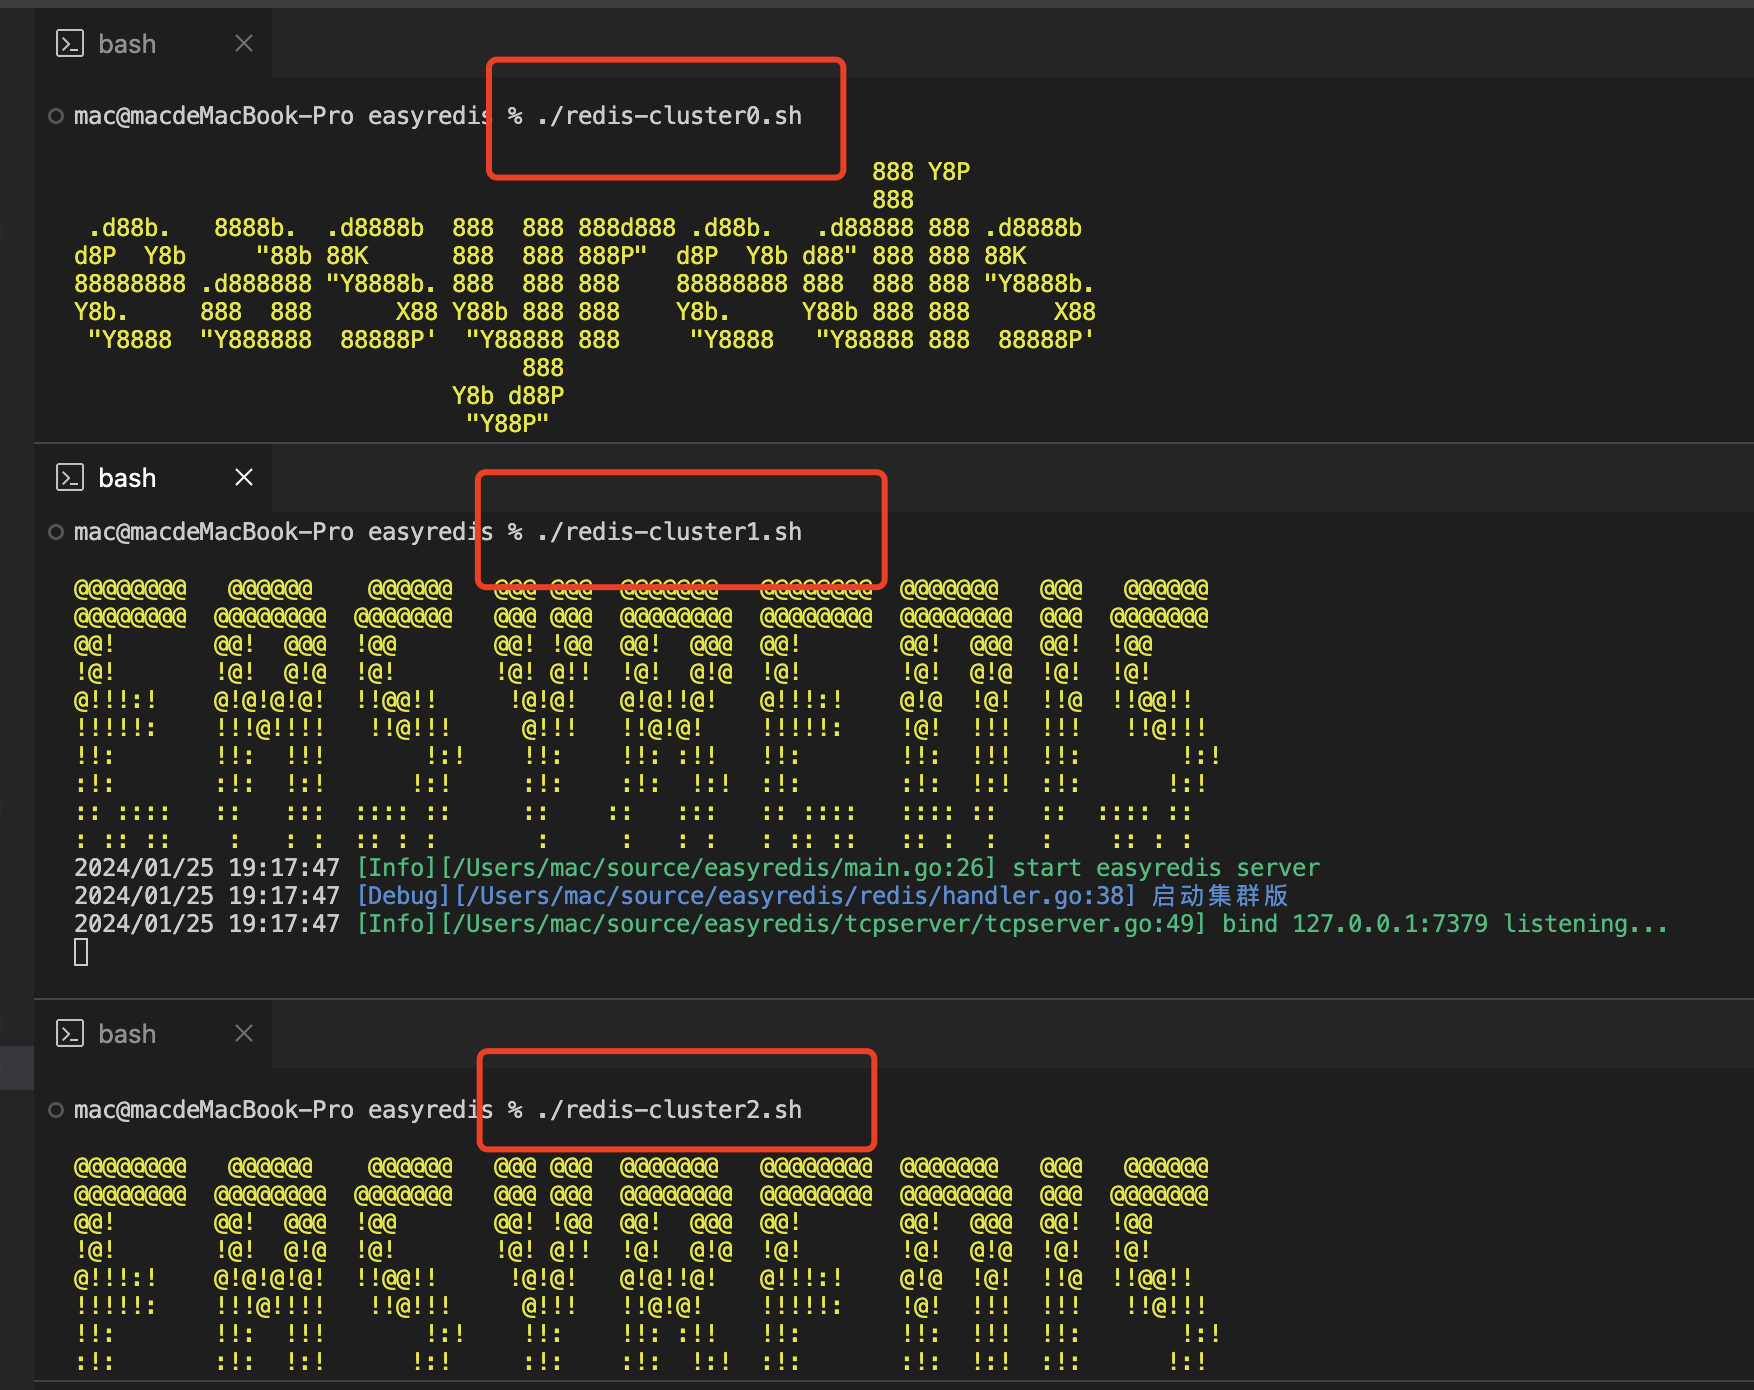 bash
mac@macdeMacBook-Pro easyredis % ./redis-cluster0.sh
                                                         888 Y8P
                                                         888
 .d88b.   8888b.  .d8888b  888  888 888d888 .d88b.   .d88888 888 .d8888b
d8P  Y8b     "88b 88K      888  888 888P"  d8P  Y8b d88" 888 888 88K
88888888 .d888888 "Y8888b. 888  888 888    88888888 888  888 888 "Y8888b.
Y8b.     888  888      X88 Y88b 888 888    Y8b.     Y88b 888 888      X88
 "Y8888  "Y888888  88888P'  "Y88888 888     "Y8888   "Y88888 888  88888P'
                                888
                           Y8b d88P
                            "Y88P"
bash
mac@macdeMacBook-Pro easyredis % ./redis-cluster1.sh
@@@@@@@@   @@@@@@    @@@@@@   @@@ @@@  @@@@@@@   @@@@@@@@  @@@@@@@   @@@   @@@@@@
@@@@@@@@  @@@@@@@@  @@@@@@@   @@@ @@@  @@@@@@@@  @@@@@@@@  @@@@@@@@  @@@  @@@@@@@
@@!       @@!  @@@  !@@       @@! !@@  @@!  @@@  @@!       @@!  @@@  @@!  !@@
!@!       !@!  @!@  !@!       !@! @!!  !@!  @!@  !@!       !@!  @!@  !@!  !@!
@!!!:!    @!@!@!@!  !!@@!!     !@!@!   @!@!!@!   @!!!:!    @!@  !@!  !!@  !!@@!!
!!!!!:    !!!@!!!!   !!@!!!     @!!!   !!@!@!    !!!!!:    !@!  !!!  !!!   !!@!!!
!!:       !!:  !!!       !:!    !!:    !!: :!!   !!:       !!:  !!!  !!:       !:!
:!:       :!:  !:!      !:!     :!:    :!:  !:!  :!:       :!:  !:!  :!:      !:!
:: ::::   ::   :::  :::: ::     ::    ::   :::   :: ::::   :::: ::   ::  :::: ::
: :: ::    :   : :  :: : :       :     :   : :   : :: ::   :: :  :   :    :: : :
2024/01/25 19:17:47 [Info][/Users/mac/source/easyredis/main.go:26] start easyredis server
2024/01/25 19:17:47 [Debug][/Users/mac/source/easyredis/redis/handler.go:38] 启动集群版
2024/01/25 19:17:47 [Info][/Users/mac/source/easyredis/tcpserver/tcpserver.go:49] bind 127.0.0.1:7379 listening...
bash
mac@macdeMacBook-Pro easyredis % ./redis-cluster2.sh
@@@@@@@@   @@@@@@    @@@@@@   @@@ @@@  @@@@@@@   @@@@@@@@  @@@@@@@   @@@   @@@@@@
@@@@@@@@  @@@@@@@@  @@@@@@@   @@@ @@@  @@@@@@@@  @@@@@@@@  @@@@@@@@  @@@  @@@@@@@
@@!       @@!  @@@  !@@       @@! !@@  @@!  @@@  @@!       @@!  @@@  @@!  !@@
!@!       !@!  @!@  !@!       !@! @!!  !@!  @!@  !@!       !@!  @!@  !@!  !@!
@!!!:!    @!@!@!@!  !!@@!!     !@!@!   @!@!!@!   @!!!:!    @!@  !@!  !!@  !!@@!!
!!!!!:    !!!@!!!!   !!@!!!     @!!!   !!@!@!    !!!!!:    !@!  !!!  !!!   !!@!!!
!!:       !!:  !!!       !:!    !!:    !!: :!!   !!:       !!:  !!!  !!:       !:!
:!:       :!:  !:!      !:!     :!:    :!:  !:!  :!:       :!:  !:!  :!:      !:!